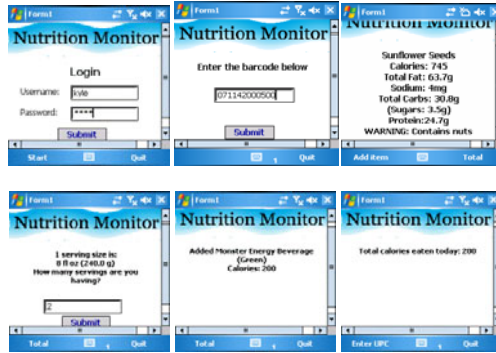 Form1
Nutrition Monitor
Login
Username: kyle
Password: ****
Submit
Start Quit
Form1
Nutrition Monitor
Enter the barcode below
071142000500
Submit
Quit
Form1
Nutrition Monitor
Sunflower Seeds
Calories: 745
Total Fat: 63.7g
Sodium: 4mg
Total Carbs: 30.8g
(Sugars: 3.5g)
Protein:24.7g
WARNING: Contains nuts
Add item Total
Form1
Nutrition Monitor
1 serving size is:
8 fl oz (240.0 g)
How many servings are you
having?
2
Submit
Total Quit
Form1
Nutrition Monitor
Added Monster Energy Beverage
(Green)
Calories: 200
Total Quit
Form1
Nutrition Monitor
Total calories eaten today: 200
Enter UPC Quit